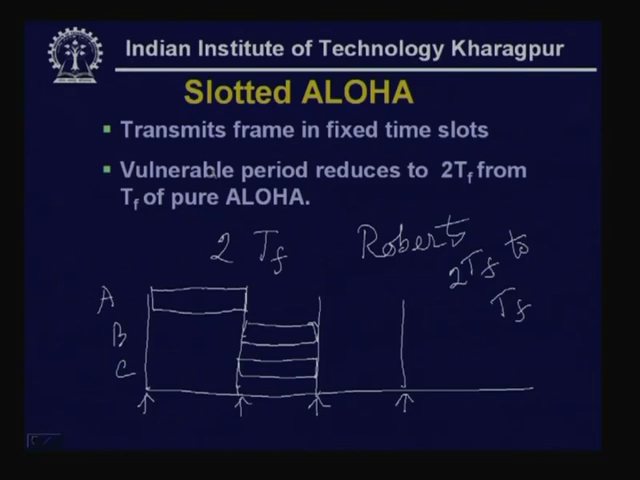 Indian Institute of Technology Kharagpur
Slotted ALOHA
Transmits frame in fixed time slots
Vulnerable period reduces to 2Tf from
Tf of pure ALOHA.
2 Tf
Roberts
2Tf to
Tf
A
B
C